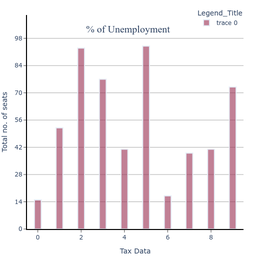 Legend_Title
trace 0
% of Unemployment
Total no. of seats
98
84
70
56
42
28
14
0
0
2
4
6
8
Tax Data